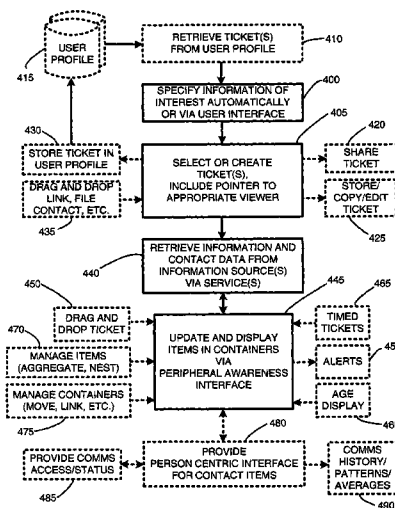 USER
PROFILE
415
RETRIEVE TICKET(S)
FROM USER PROFILE
410
400
SPECIFY INFORMATION OF
INTEREST AUTOMATICALLY
OR VIA USER INTERFACE
430
405
STORE TICKET IN
USER PROFILE
SELECT OR CREATE
TICKET(S),
INCLUDE POINTER TO
APPROPRIATE VIEWER
420
SHARE
TICKET
DRAG AND DROP
LINK, FILE
CONTACT, ETC.
435
STORE/
COPY/EDIT
TICKET
425
440
RETRIEVE INFORMATION AND
CONTACT DATA FROM
INFORMATION SOURCE(S)
VIA SERVICE(S)
450
445
465
DRAG AND
DROP TICKET
TIMED
TICKETS
470
MANAGE ITEMS
(AGGREGATE, NEST)
UPDATE AND DISPLAY
ITEMS IN CONTAINERS
VIA
PERIPHERAL AWARENESS
INTERFACE
ALERTS
MANAGE CONTAINERS
(MOVE, LINK, ETC.)
475
AGE
DISPLAY
480
PROVIDE
PERSON CENTRIC INTERFACE
FOR CONTACT ITEMS
PROVIDE COMMS
ACCESS/STATUS
485
COMMS
HISTORY/
PATTERNS/
AVERAGES
490